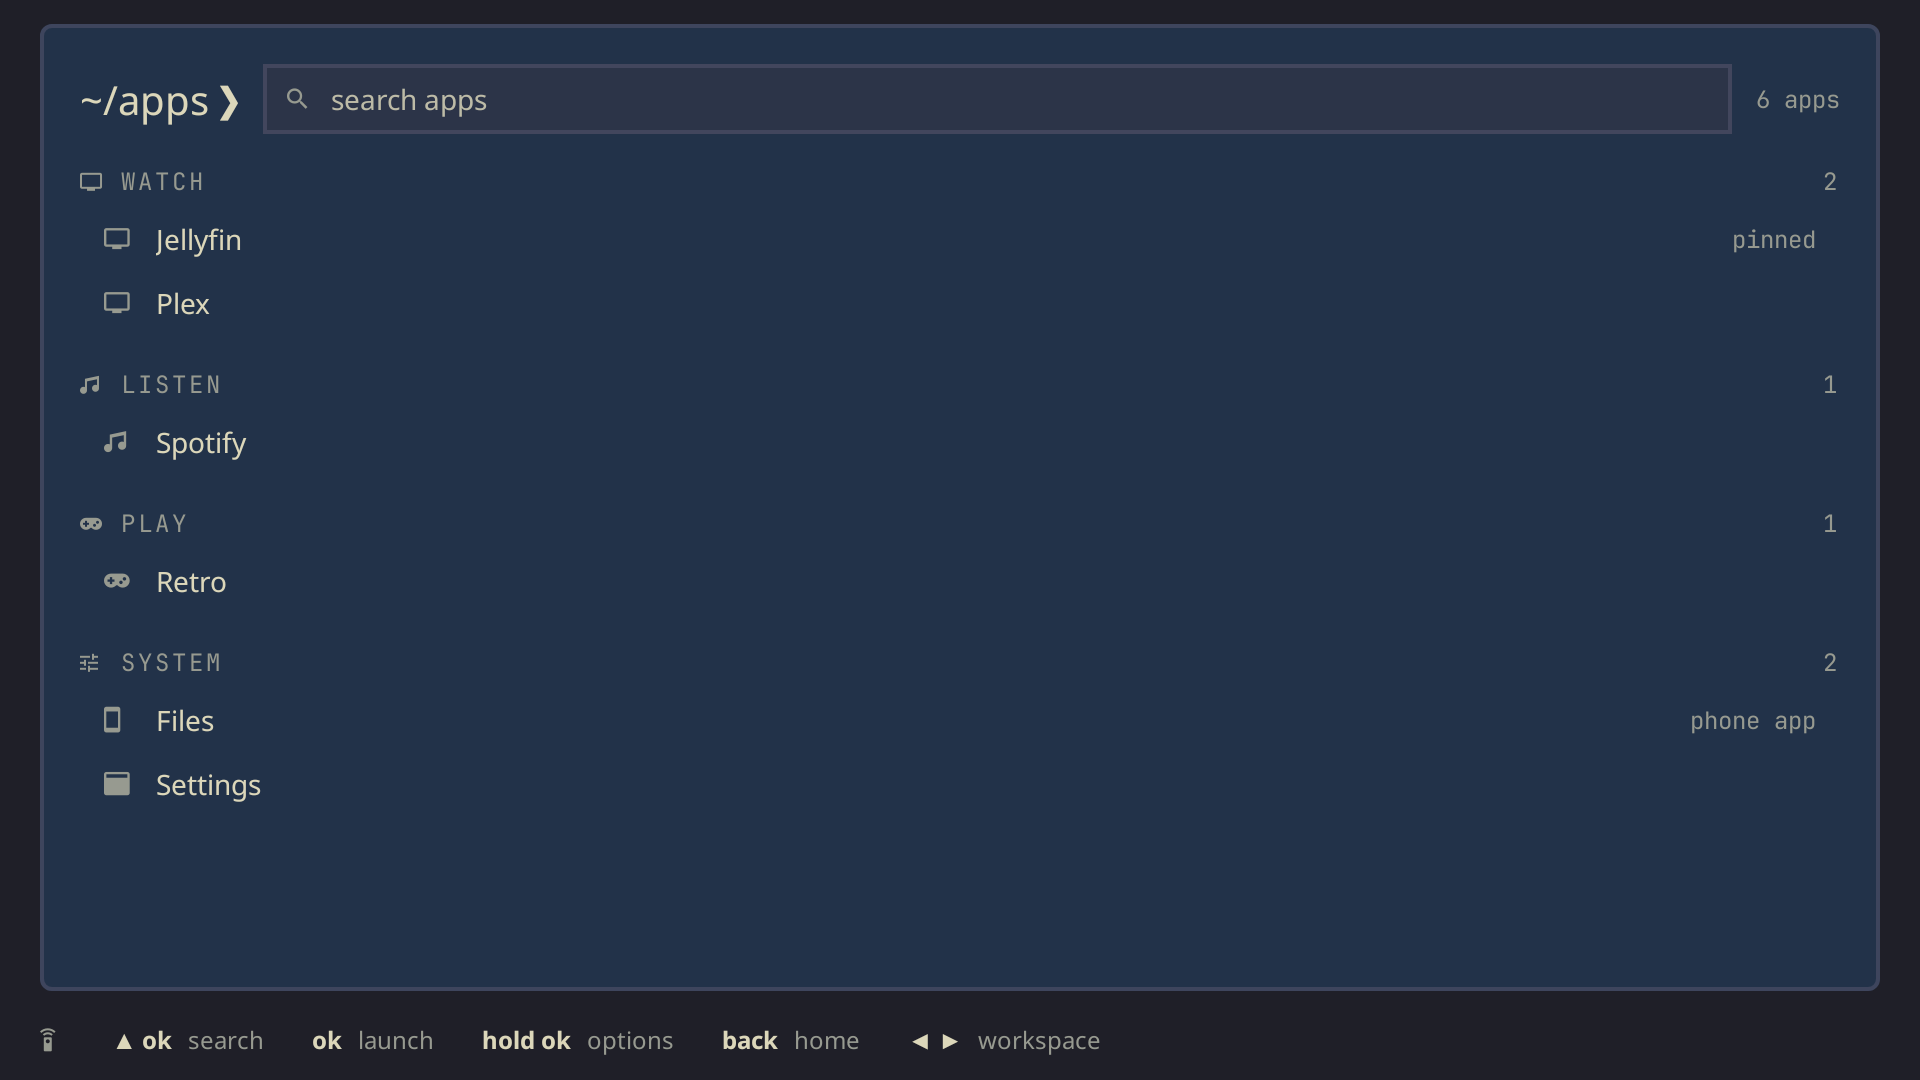 ~/apps ❯ search apps 6 apps
WATCH 2
Jellyfin pinned
Plex
LISTEN 1
Spotify
PLAY 1
Retro
SYSTEM 2
Files phone app
Settings
▲ ok search ok launch hold ok options back home ◀ ▶ workspace